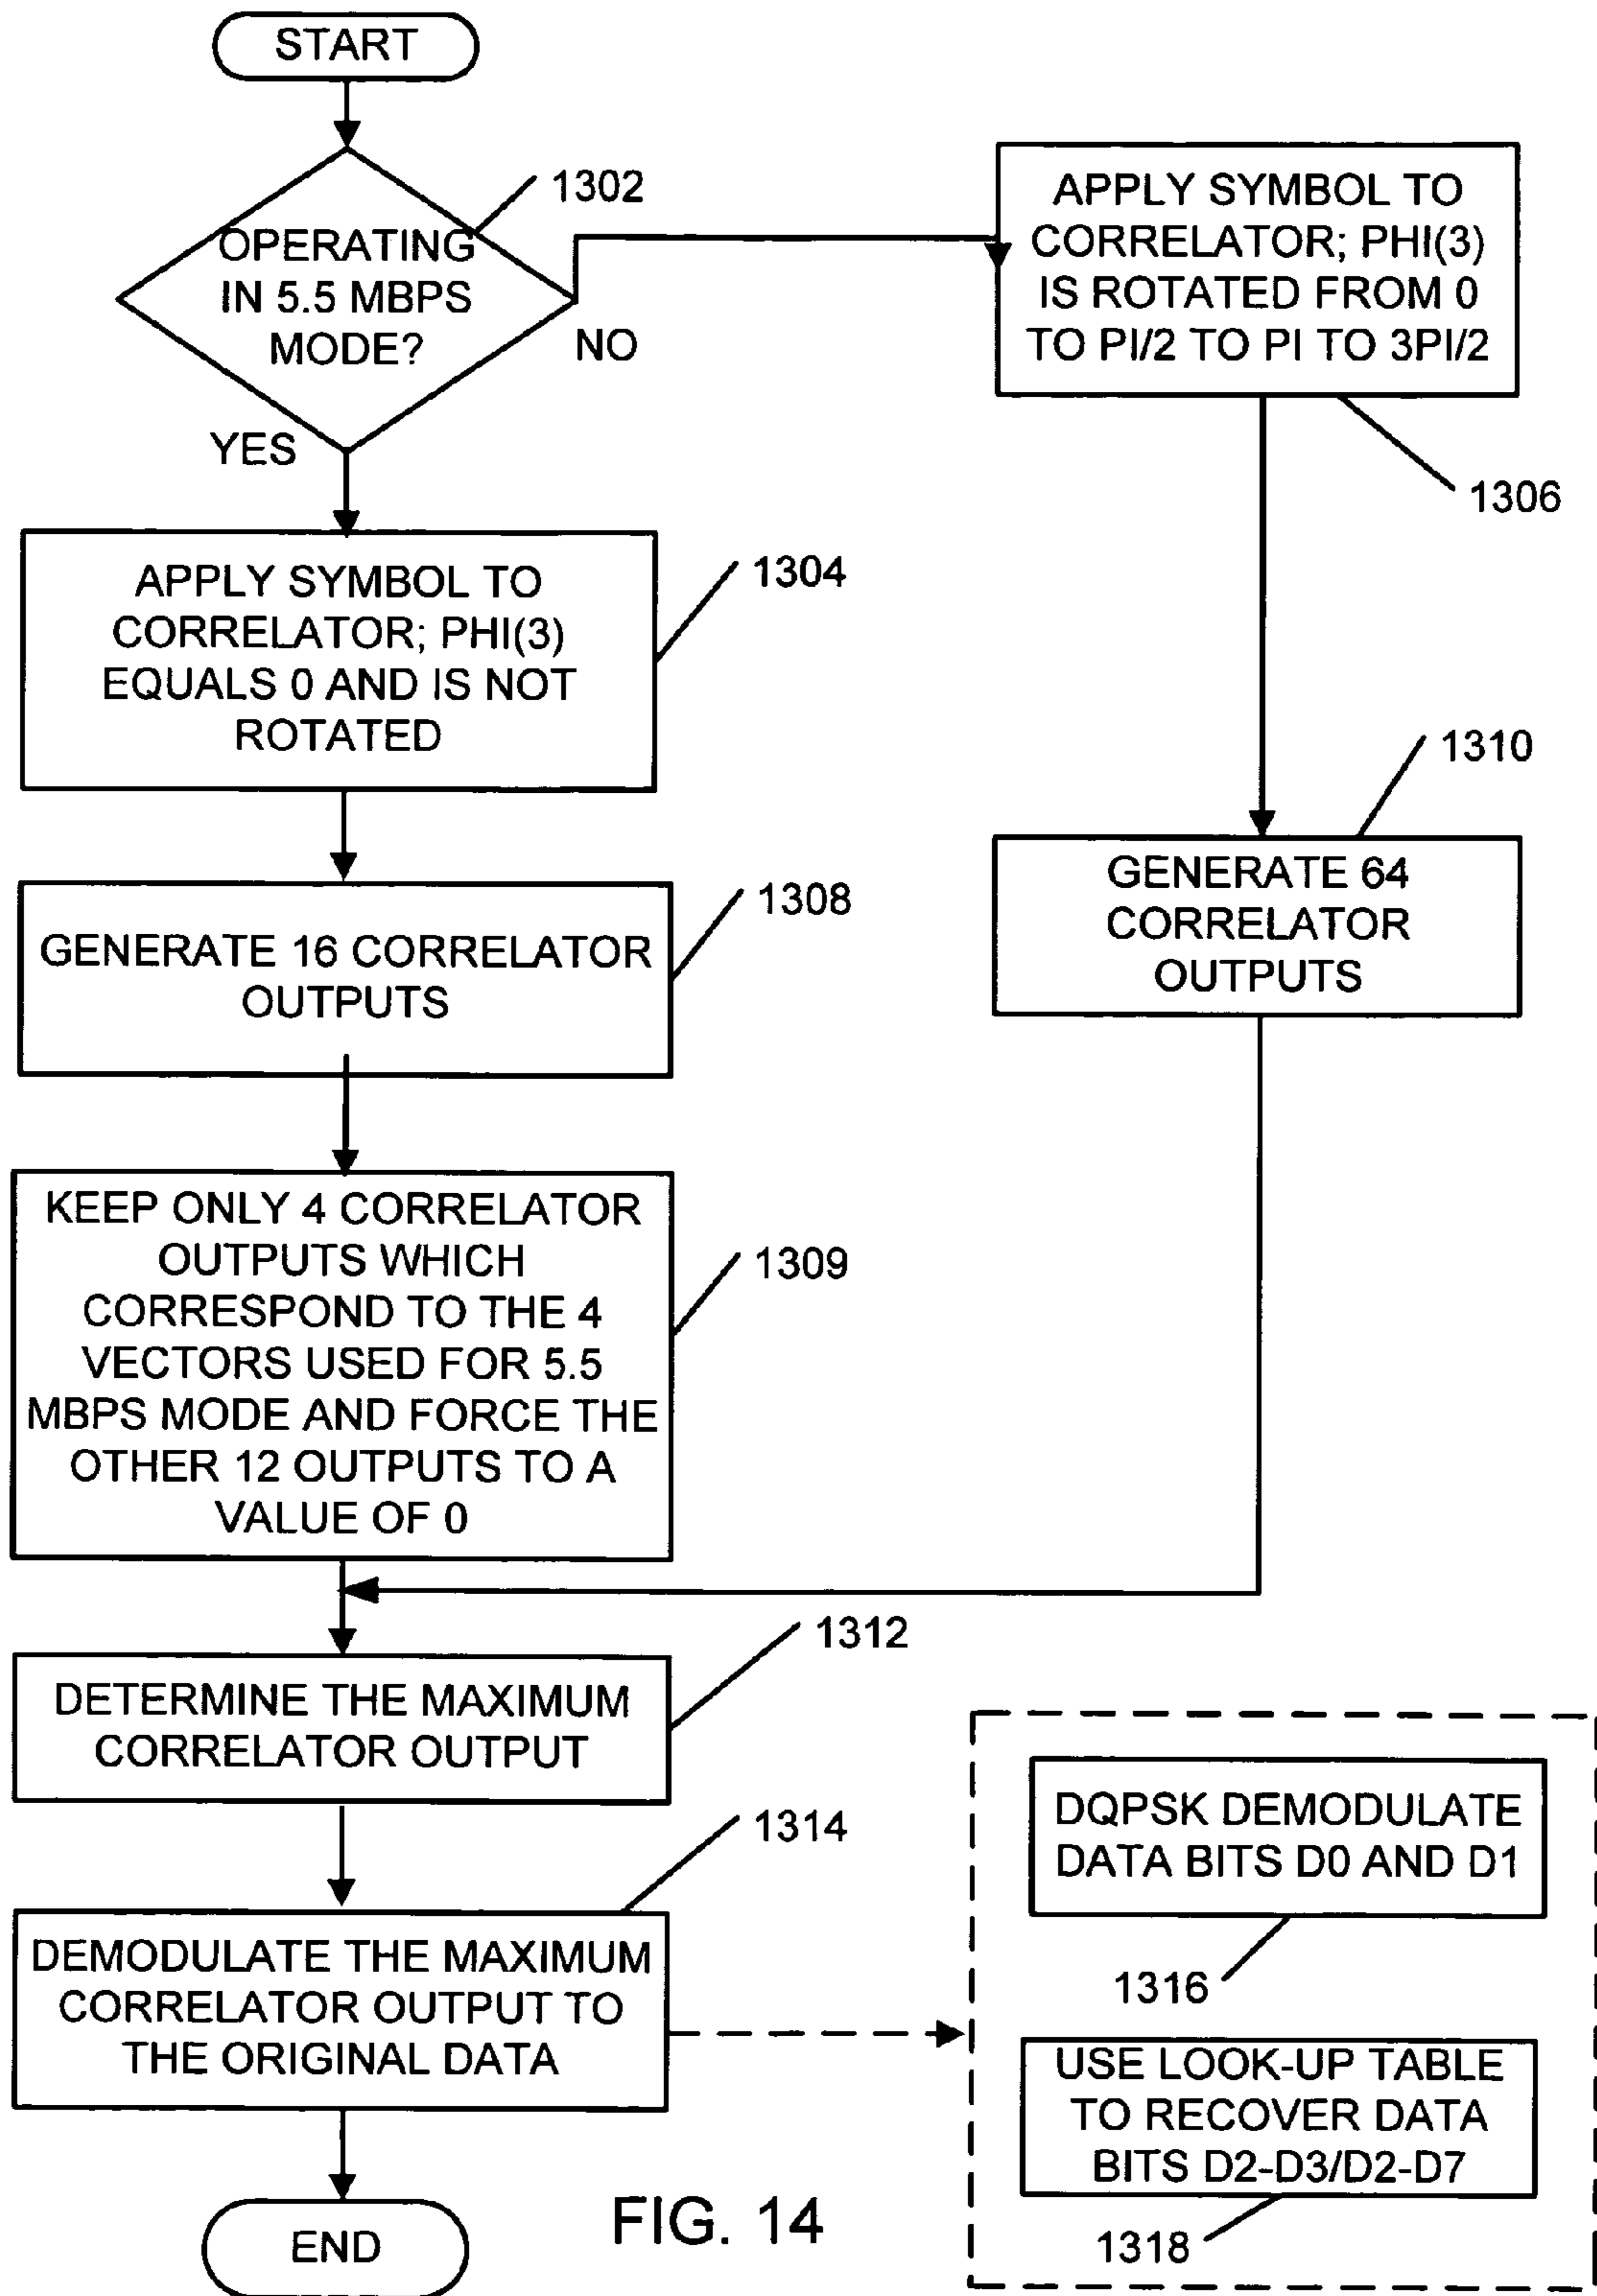 START
1302
OPERATING
IN 5.5 MBPS
MODE?
NO
YES
APPLY SYMBOL TO
CORRELATOR; PHI(3)
IS ROTATED FROM 0
TO PI/2 TO PI TO 3PI/2
1306
APPLY SYMBOL TO
CORRELATOR; PHI(3)
EQUALS 0 AND IS NOT
ROTATED
1304
1310
GENERATE 64
CORRELATOR
OUTPUTS
1308
GENERATE 16 CORRELATOR
OUTPUTS
KEEP ONLY 4 CORRELATOR
OUTPUTS WHICH
CORRESPOND TO THE 4
VECTORS USED FOR 5.5
MBPS MODE AND FORCE THE
OTHER 12 OUTPUTS TO A
VALUE OF 0
1309
1312
DETERMINE THE MAXIMUM
CORRELATOR OUTPUT
1314
DEMODULATE THE MAXIMUM
CORRELATOR OUTPUT TO
THE ORIGINAL DATA
DQPSK DEMODULATE
DATA BITS D0 AND D1
1316
USE LOOK-UP TABLE
TO RECOVER DATA
BITS D2-D3/D2-D7
1318
END
FIG. 14